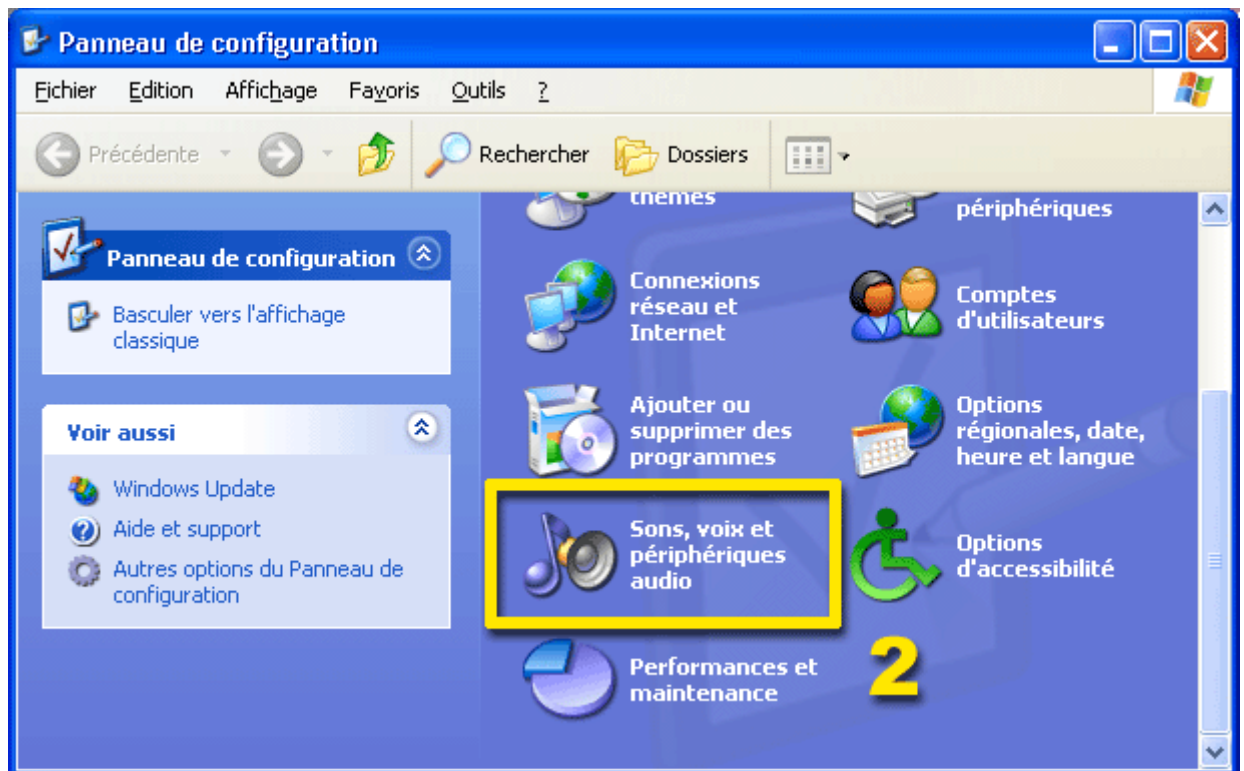 Panneau de configuration
Fichier Edition Affichage Favoris Outils ?
Précédente Rechercher Dossiers
Panneau de configuration
Basculer vers l'affichage
classique
Voir aussi
Windows Update
Aide et support
Autres options du Panneau de
configuration
thèmes
périphériques
Connexions
réseau et
Internet
Comptes
d'utilisateurs
Ajouter ou
supprimer des
programmes
Options
régionales, date,
heure et langue
Sons, voix et
périphériques
audio
Options
d'accessibilité
Performances et
maintenance
2